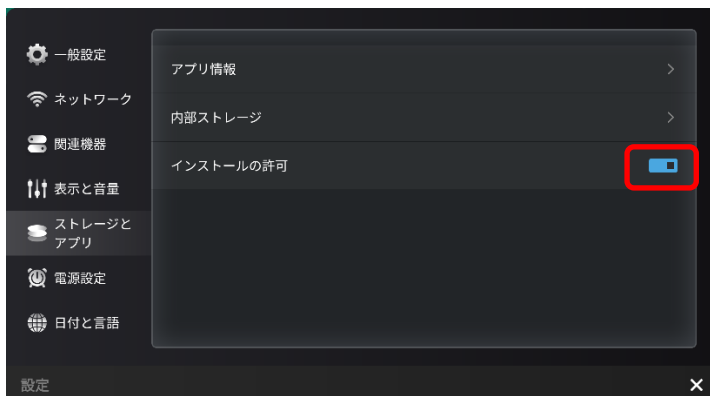 一般設定
ネットワーク
関連機器
表示と音量
ストレージと
アプリ
電源設定
日付と言語
アプリ情報
内部ストレージ
インストールの許可
設定